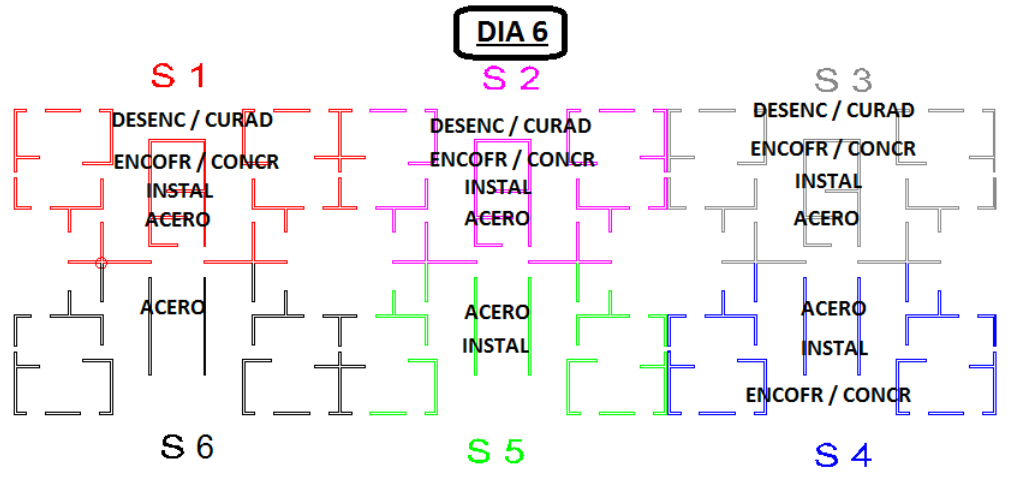 DIA 6
S 1
S 2
S 3
DESENC / CURAD
ENCOFR / CONCR
INSTAL
ACERO
DESENC / CURAD
ENCOFR / CONCR
INSTAL
ACERO
DESENC / CURAD
ENCOFR / CONCR
INSTAL
ACERO
ACERO
ACERO
INSTAL
ACERO
INSTAL
ENCOFR / CONCR
S 6
S 5
S 4